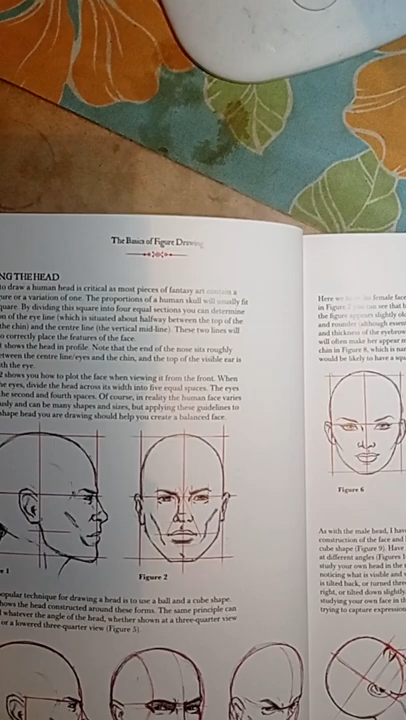 The Basics of Figure Drawing
NG THE HEAD
to draw a human head is critical as most pieces of fantasy art contain a
ure or a variation of one. The proportions of a human skull will usually fit
quare. By dividing this square into four equal sections you can determine
n of the eye line (which is situated about halfway between the top of
the chin) and the centre line (the vertical mid-line). These two lines will
o correctly place the features of the face.
1 shows the head in profile. Note that the end of the nose sits roughly
etween the centre line/eyes and the chin, and the top of the visible ear is
ith the eye.
2 shows you how to plot the face when viewing it from the front. When
he eyes, divide the head across its width into five equal spaces. The eyes
the second and fourth spaces. Of course, in reality the human face varies
usly and can be many shapes and sizes, but applying these guidelines to
shape head you are drawing should help you create a balanced face.
e 1
Figure 2
opular technique for drawing a head is to use a ball and a cube shape.
hows the head constructed around these forms. The same principle can
whatever the angle of the head, whether shown at a three-quarter view
or a lowered three-quarter view (Figure 5).
Here we female face
in Figure can see that h
the figure appears slightly ol
and rounder (although essen
and thickness of the eyebrow
will often make her appear m
chin in Figure 8, which is nar
would be likely to have a squ
Figure 6
As with the male head, I hav
construction of the face and
cube shape (Figure 9). Have
at different angles (Figures 1
study your own head in the
noticing what is visible and
is tilted back, or turned three
right, or tilted down slightly.
studying your own face in th
trying to capture expression